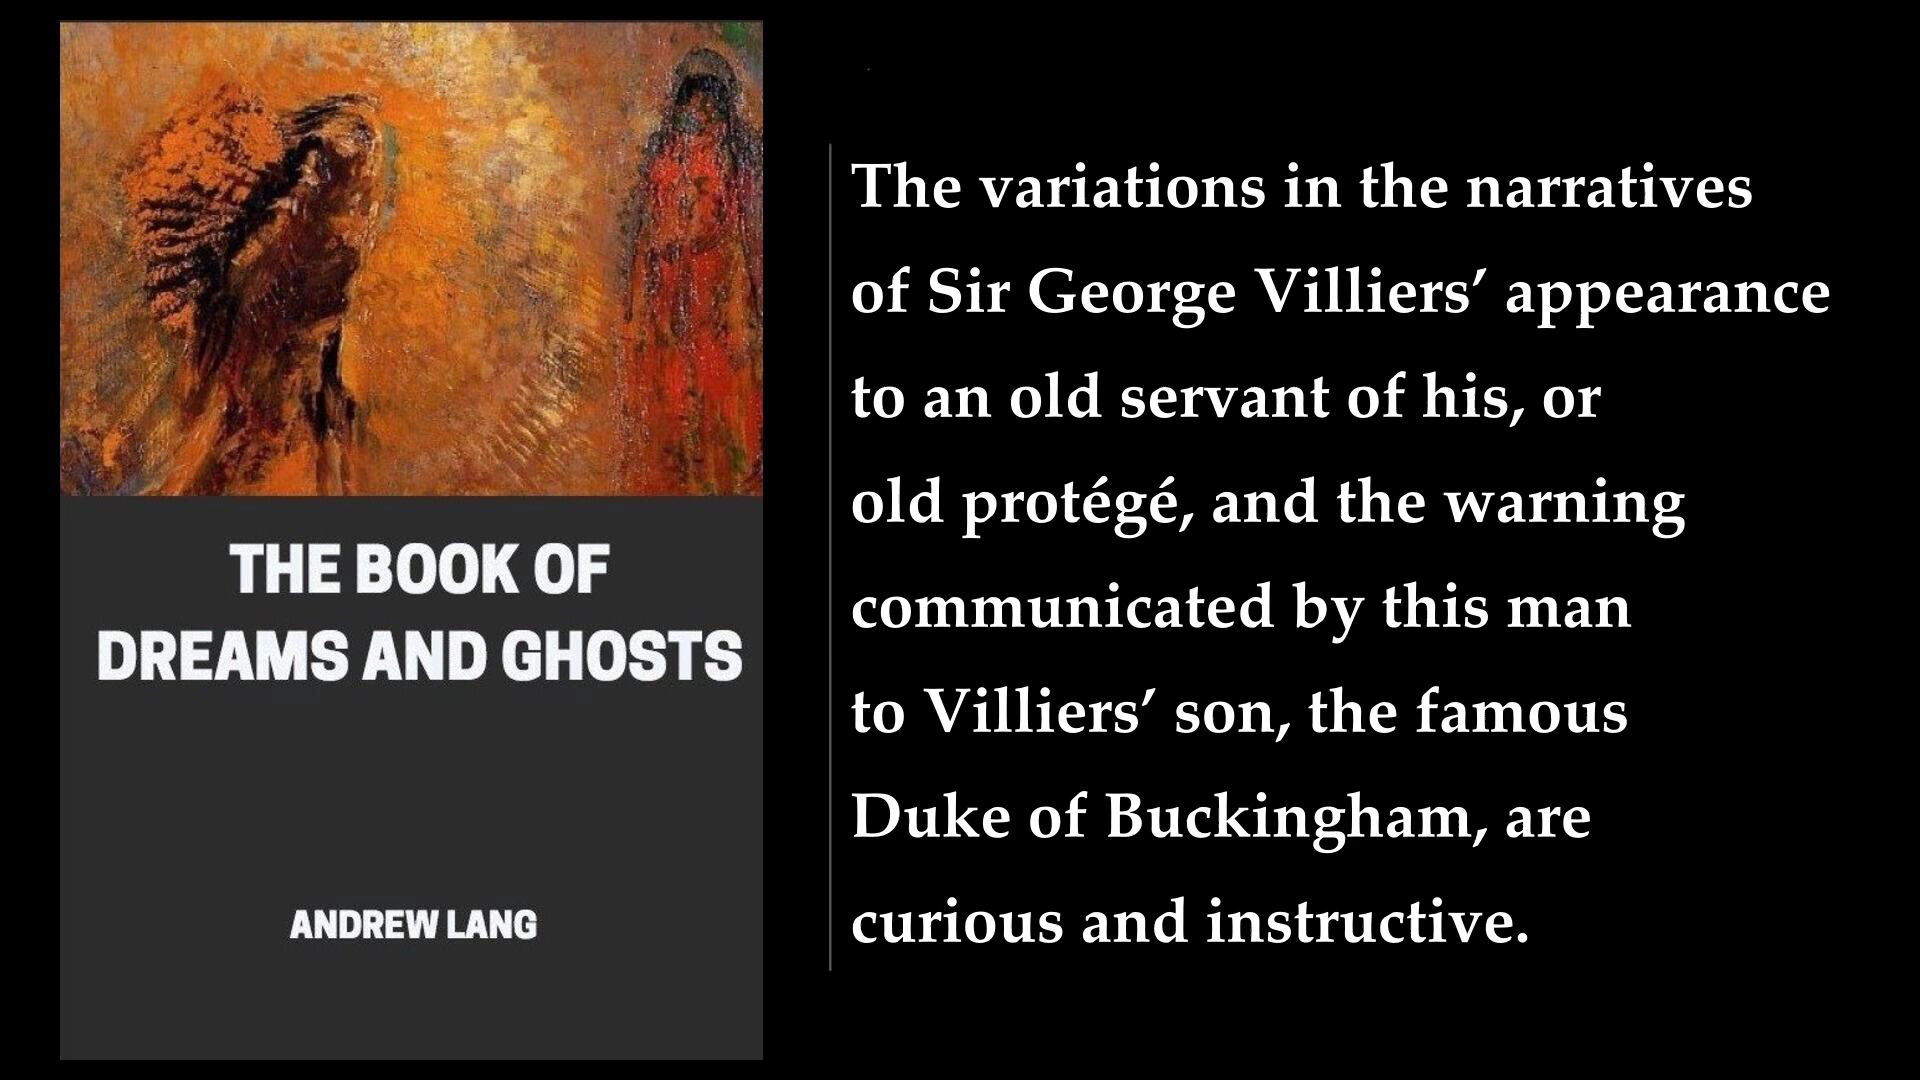 THE BOOK OF
DREAMS AND GHOSTS
ANDREW LANG
The variations in the narratives
of Sir George Villiers’ appearance
to an old servant of his, or
old protégé, and the warning
communicated by this man
to Villiers’ son, the famous
Duke of Buckingham, are
curious and instructive.